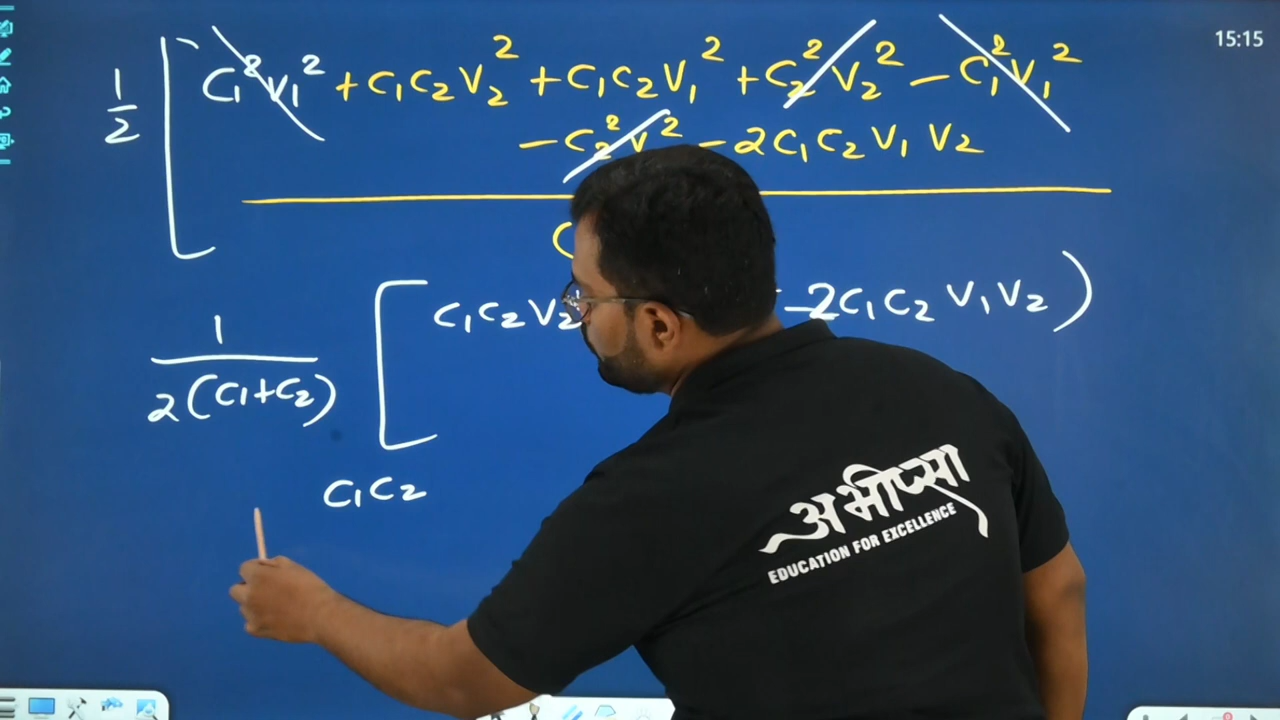 15:15
1/2 [ C₁²V₁² + C₁C₂V₂² + C₁C₂V₁² + C₂²V₂² - C₁²V₁²
- C₂²V² - 2C₁C₂V₁V₂
C
1/2(C₁+C₂) [ C₁C₂V₂ - 2C₁C₂V₁V₂ )
C₁C₂
अभीप्सा
EDUCATION FOR EXCELLENCE